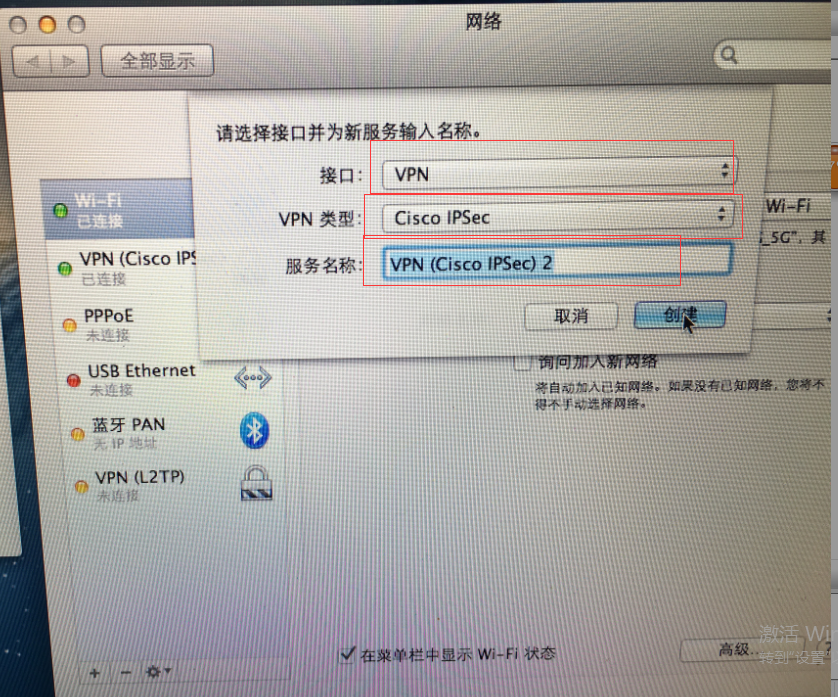 网络
全部显示
请选择接口并为新服务输入名称。
接口： VPN
VPN 类型： Cisco IPSec
服务名称： VPN (Cisco IPSec) 2
取消
创建
Wi-Fi
已连接
VPN (Cisco IPS
已连接
PPPoE
未连接
USB Ethernet
未连接
蓝牙 PAN
无 IP 地址
VPN (L2TP)
未连接
Wi-Fi
_5G", 其
询问加入新网络
将自动加入已知网络。如果没有已知网络，您将不
得不手动选择网络。
在菜单栏中显示 Wi-Fi 状态
高级...
?
激活 Wi
转到"设置